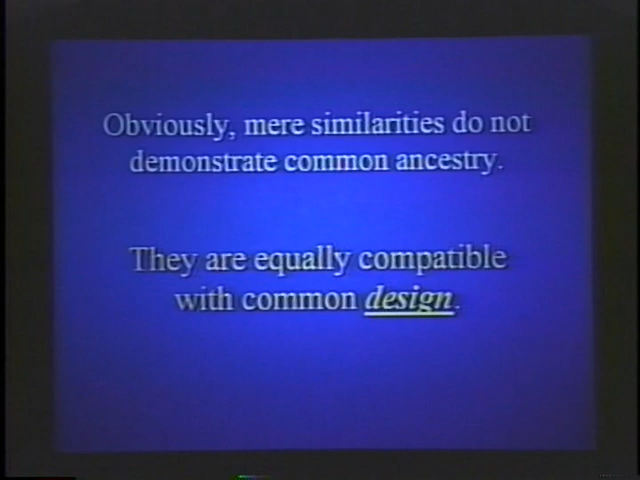 Obviously, mere similarities do not
demonstrate common ancestry.
They are equally compatible
with common design.